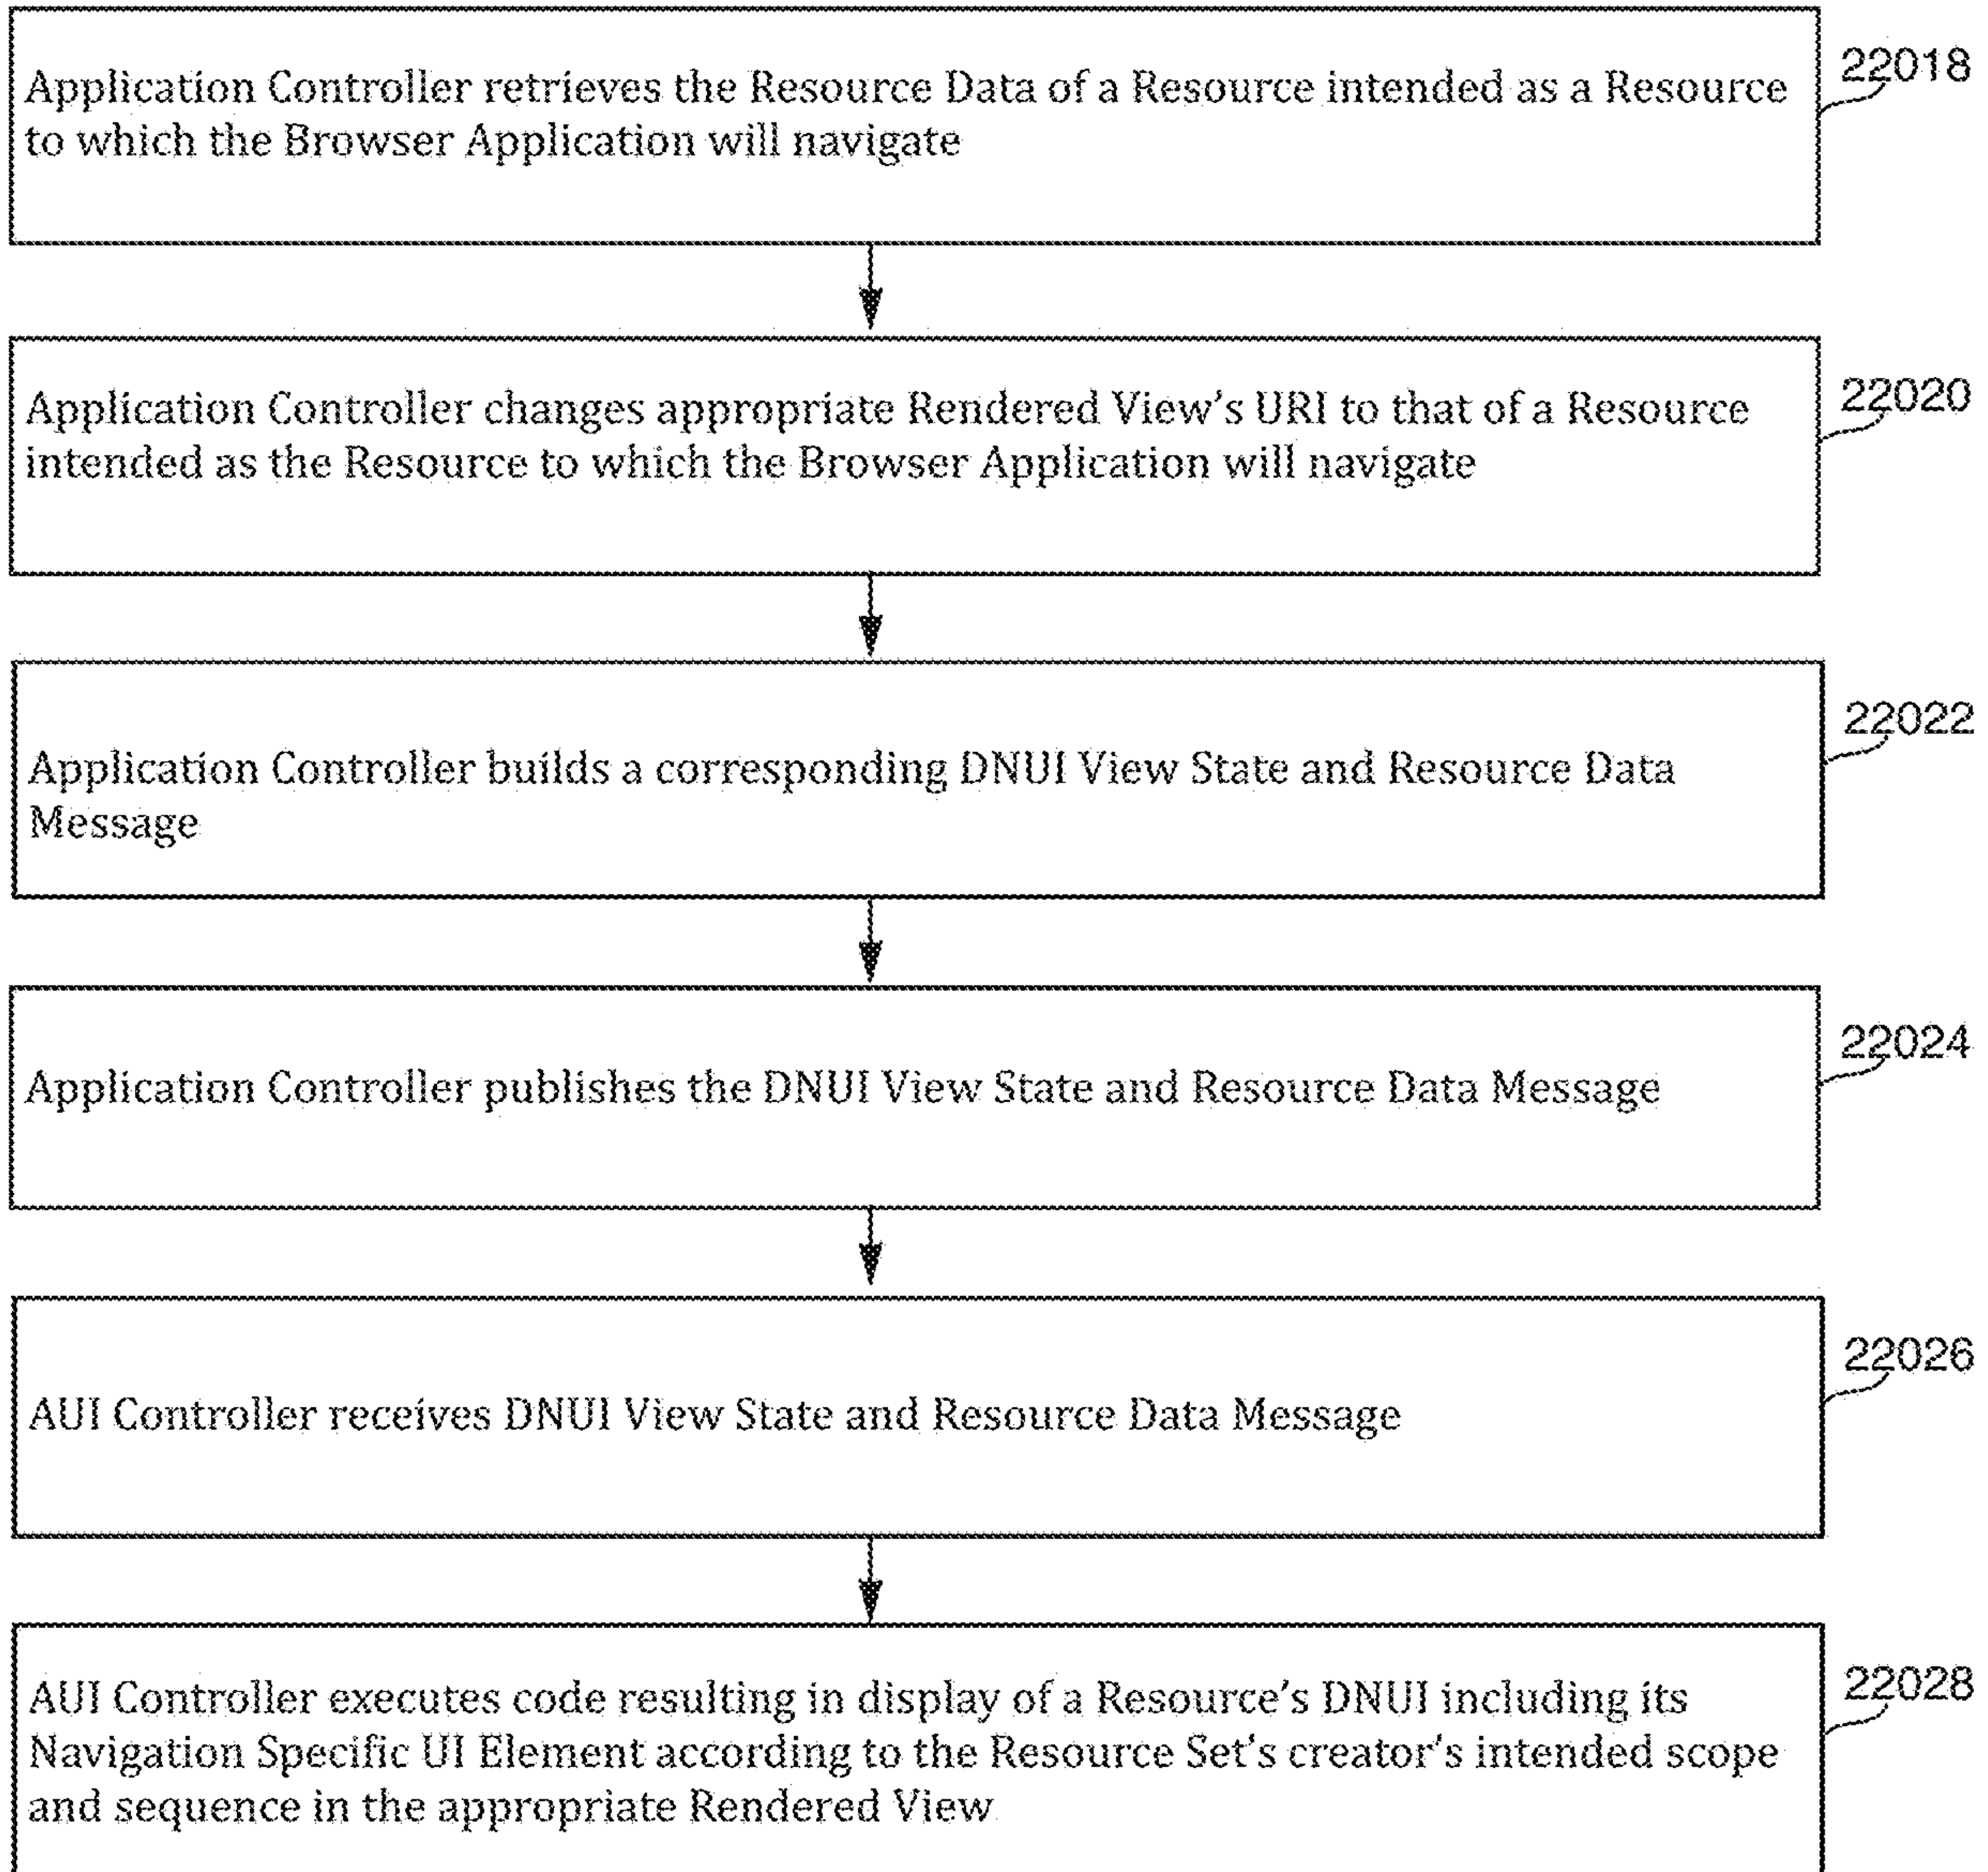 Application Controller retrieves the Resource Data of a Resource intended as a Resource
to which the Browser Application will navigate
22018
Application Controller changes appropriate Rendered View's URI to that of a Resource
intended as the Resource to which the Browser Application will navigate
22020
Application Controller builds a corresponding DNUI View State and Resource Data
Message
22022
Application Controller publishes the DNUI View State and Resource Data Message
22024
AUI Controller receives DNUI View State and Resource Data Message
22026
AUI Controller executes code resulting in display of a Resource's DNUI including its
Navigation Specific UI Element according to the Resource Set's creator's intended scope
and sequence in the appropriate Rendered View
22028